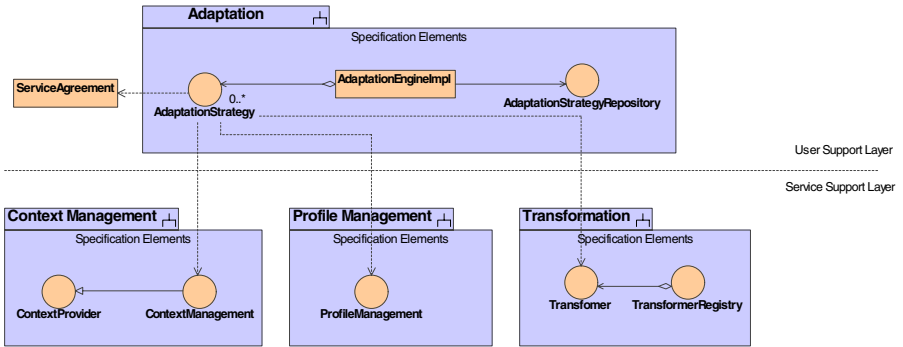 Adaptation
Specification Elements
ServiceAgreement
AdaptationEngineImpl
0..*
AdaptationStrategy
AdaptationStrategyRepository
User Support Layer
Service Support Layer
Context Management
Profile Management
Transformation
Specification Elements
Specification Elements
Specification Elements
ContextProvider
ContextManagement
ProfileManagement
Transfomer
TransformerRegistry